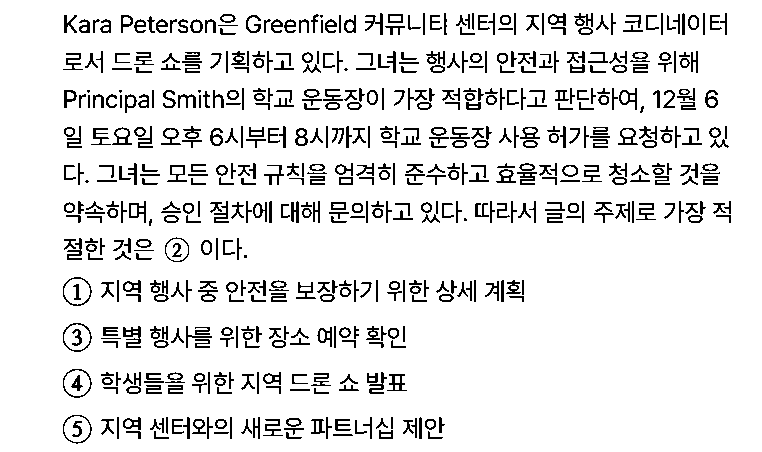 Kara Peterson은 Greenfield 커뮤니티 센터의 지역 행사 코디네이터
로서 드론 쇼를 기획하고 있다. 그녀는 행사의 안전과 접근성을 위해
Principal Smith의 학교 운동장이 가장 적합하다고 판단하여, 12월 6
일 토요일 오후 6시부터 8시까지 학교 운동장 사용 허가를 요청하고 있
다. 그녀는 모든 안전 규칙을 엄격히 준수하고 효율적으로 청소할 것을
약속하며, 승인 절차에 대해 문의하고 있다. 따라서 글의 주제로 가장 적
절한 것은 ② 이다.
① 지역 행사 중 안전을 보장하기 위한 상세 계획
③ 특별 행사를 위한 장소 예약 확인
④ 학생들을 위한 지역 드론 쇼 발표
⑤ 지역 센터와의 새로운 파트너십 제안